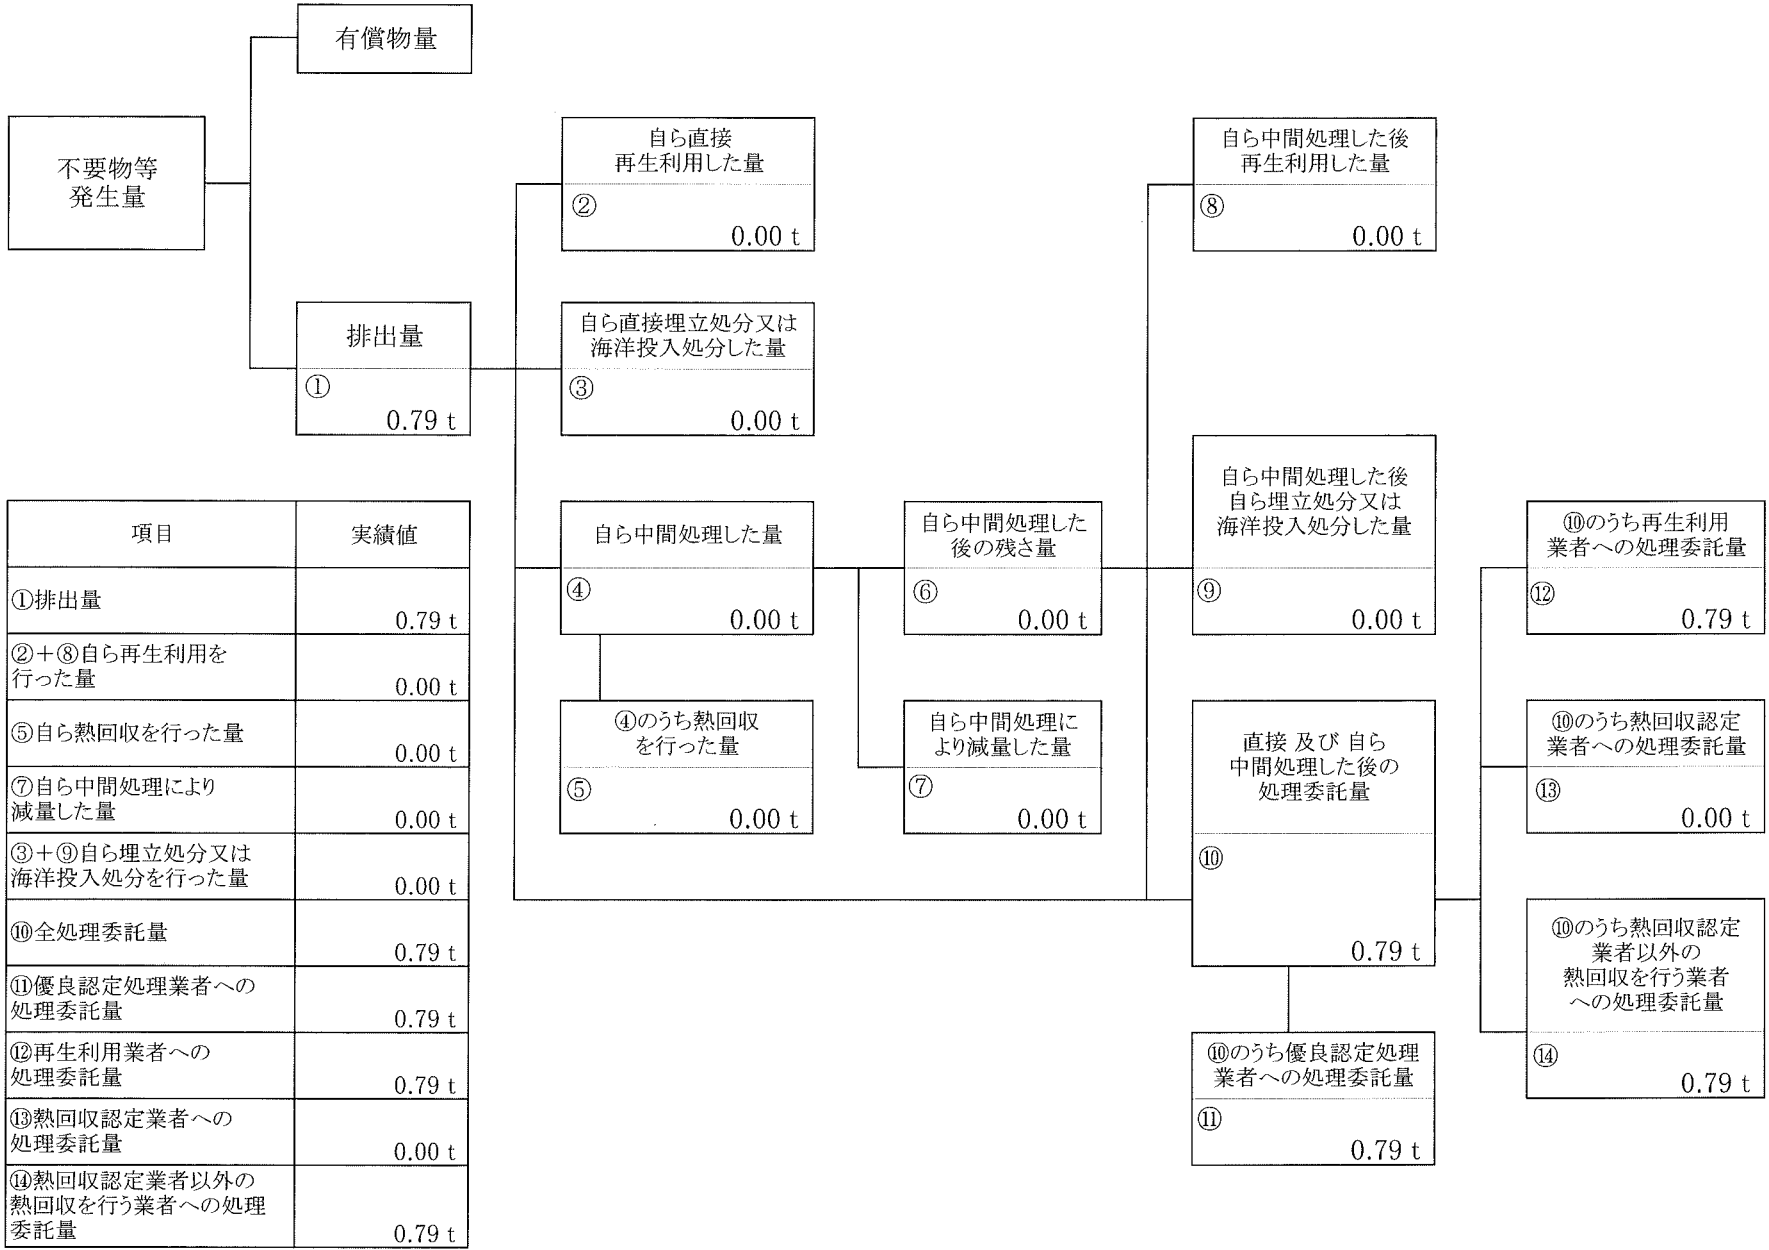 有償物量
不要物等
発生量
排出量
①
0.79 t
自ら直接
再生利用した量
②
0.00 t
自ら直接埋立処分又は
海洋投入処分した量
③
0.00 t
自ら中間処理した量
④
0.00 t
④のうち熱回収
を行った量
⑤
0.00 t
自ら中間処理した
後の残さ量
⑥
0.00 t
自ら中間処理に
より減量した量
⑦
0.00 t
自ら中間処理した後
再生利用した量
⑧
0.00 t
自ら中間処理した後
自ら埋立処分又は
海洋投入処分した量
⑨
0.00 t
直接 及び 自ら
中間処理した後の
処理委託量
⑩
0.79 t
⑩のうち優良認定処理
業者への処理委託量
⑪
0.79 t
⑩のうち再生利用
業者への処理委託量
⑫
0.79 t
⑩のうち熱回収認定
業者への処理委託量
⑬
0.00 t
⑩のうち熱回収認定
業者以外の
熱回収を行う業者
への処理委託量
⑭
0.79 t
項目 実績値
①排出量
0.79 t
②＋⑧自ら再生利用を
行った量
0.00 t
⑤自ら熱回収を行った量
0.00 t
⑦自ら中間処理により
減量した量
0.00 t
③＋⑨自ら埋立処分又は
海洋投入処分を行った量
0.00 t
⑩全処理委託量
0.79 t
⑪優良認定処理業者への
処理委託量
0.79 t
⑫再生利用業者への
処理委託量
0.79 t
⑬熱回収認定業者への
処理委託量
0.00 t
⑭熱回収認定業者以外の
熱回収を行う業者への処理
委託量
0.79 t